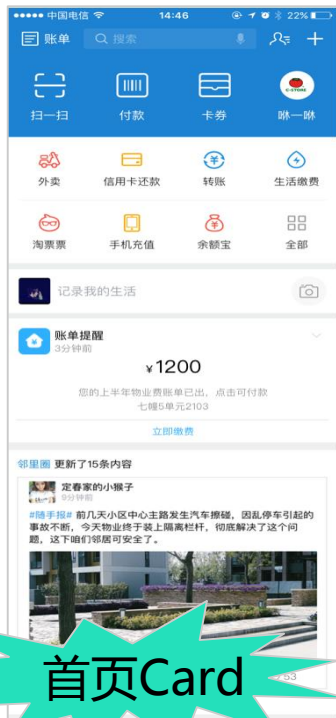 中国电信 14:46 22%
账单 搜索
扫一扫 付款 卡券 咻一咻
C-STORE
外卖 信用卡还款 转账 生活缴费
淘票票 手机充值 余额宝 全部
记录我的生活
账单提醒
3分钟前
¥1200
您的上半年物业费账单已出，点击可付款
七幢5单元2103
立即缴费
邻里圈 更新了15条内容
定春家的小猴子
9分钟前
#随手报# 前几天小区中心主路发生汽车擦碰，因乱停车引起的
事故不断，今天物业终于装上隔离栏杆，彻底解决了这个问
题，这下咱们邻居可安全了。
首页Card